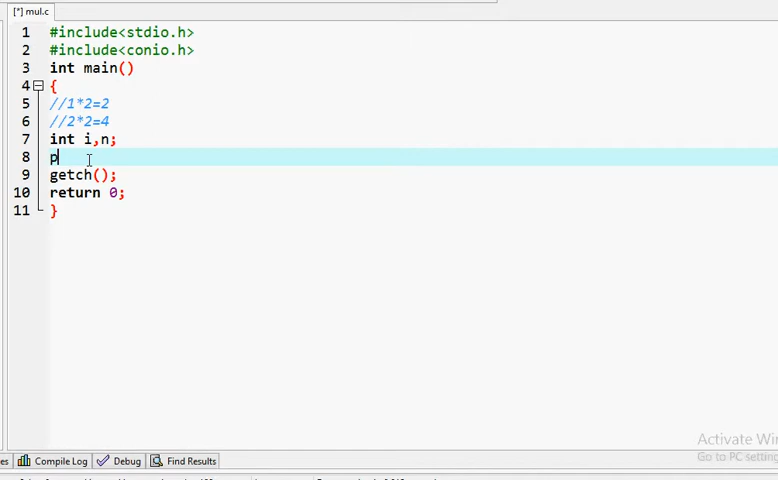 [*] mul.c
1 #include<stdio.h>
2 #include<conio.h>
3 int main()
4 {
5 //1*2=2
6 //2*2=4
7 int i,n;
8 p
9 getch();
10 return 0;
11 }
Activate Win
Go to PC setting
es Compile Log Debug Find Results